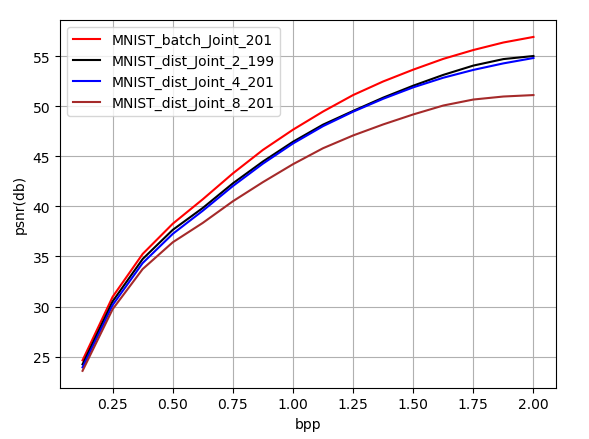 MNIST_batch_Joint_201
MNIST_dist_Joint_2_199
MNIST_dist_Joint_4_201
MNIST_dist_Joint_8_201
psnr(db)
55
50
45
40
35
30
25
0.25 0.50 0.75 1.00 1.25 1.50 1.75 2.00
bpp